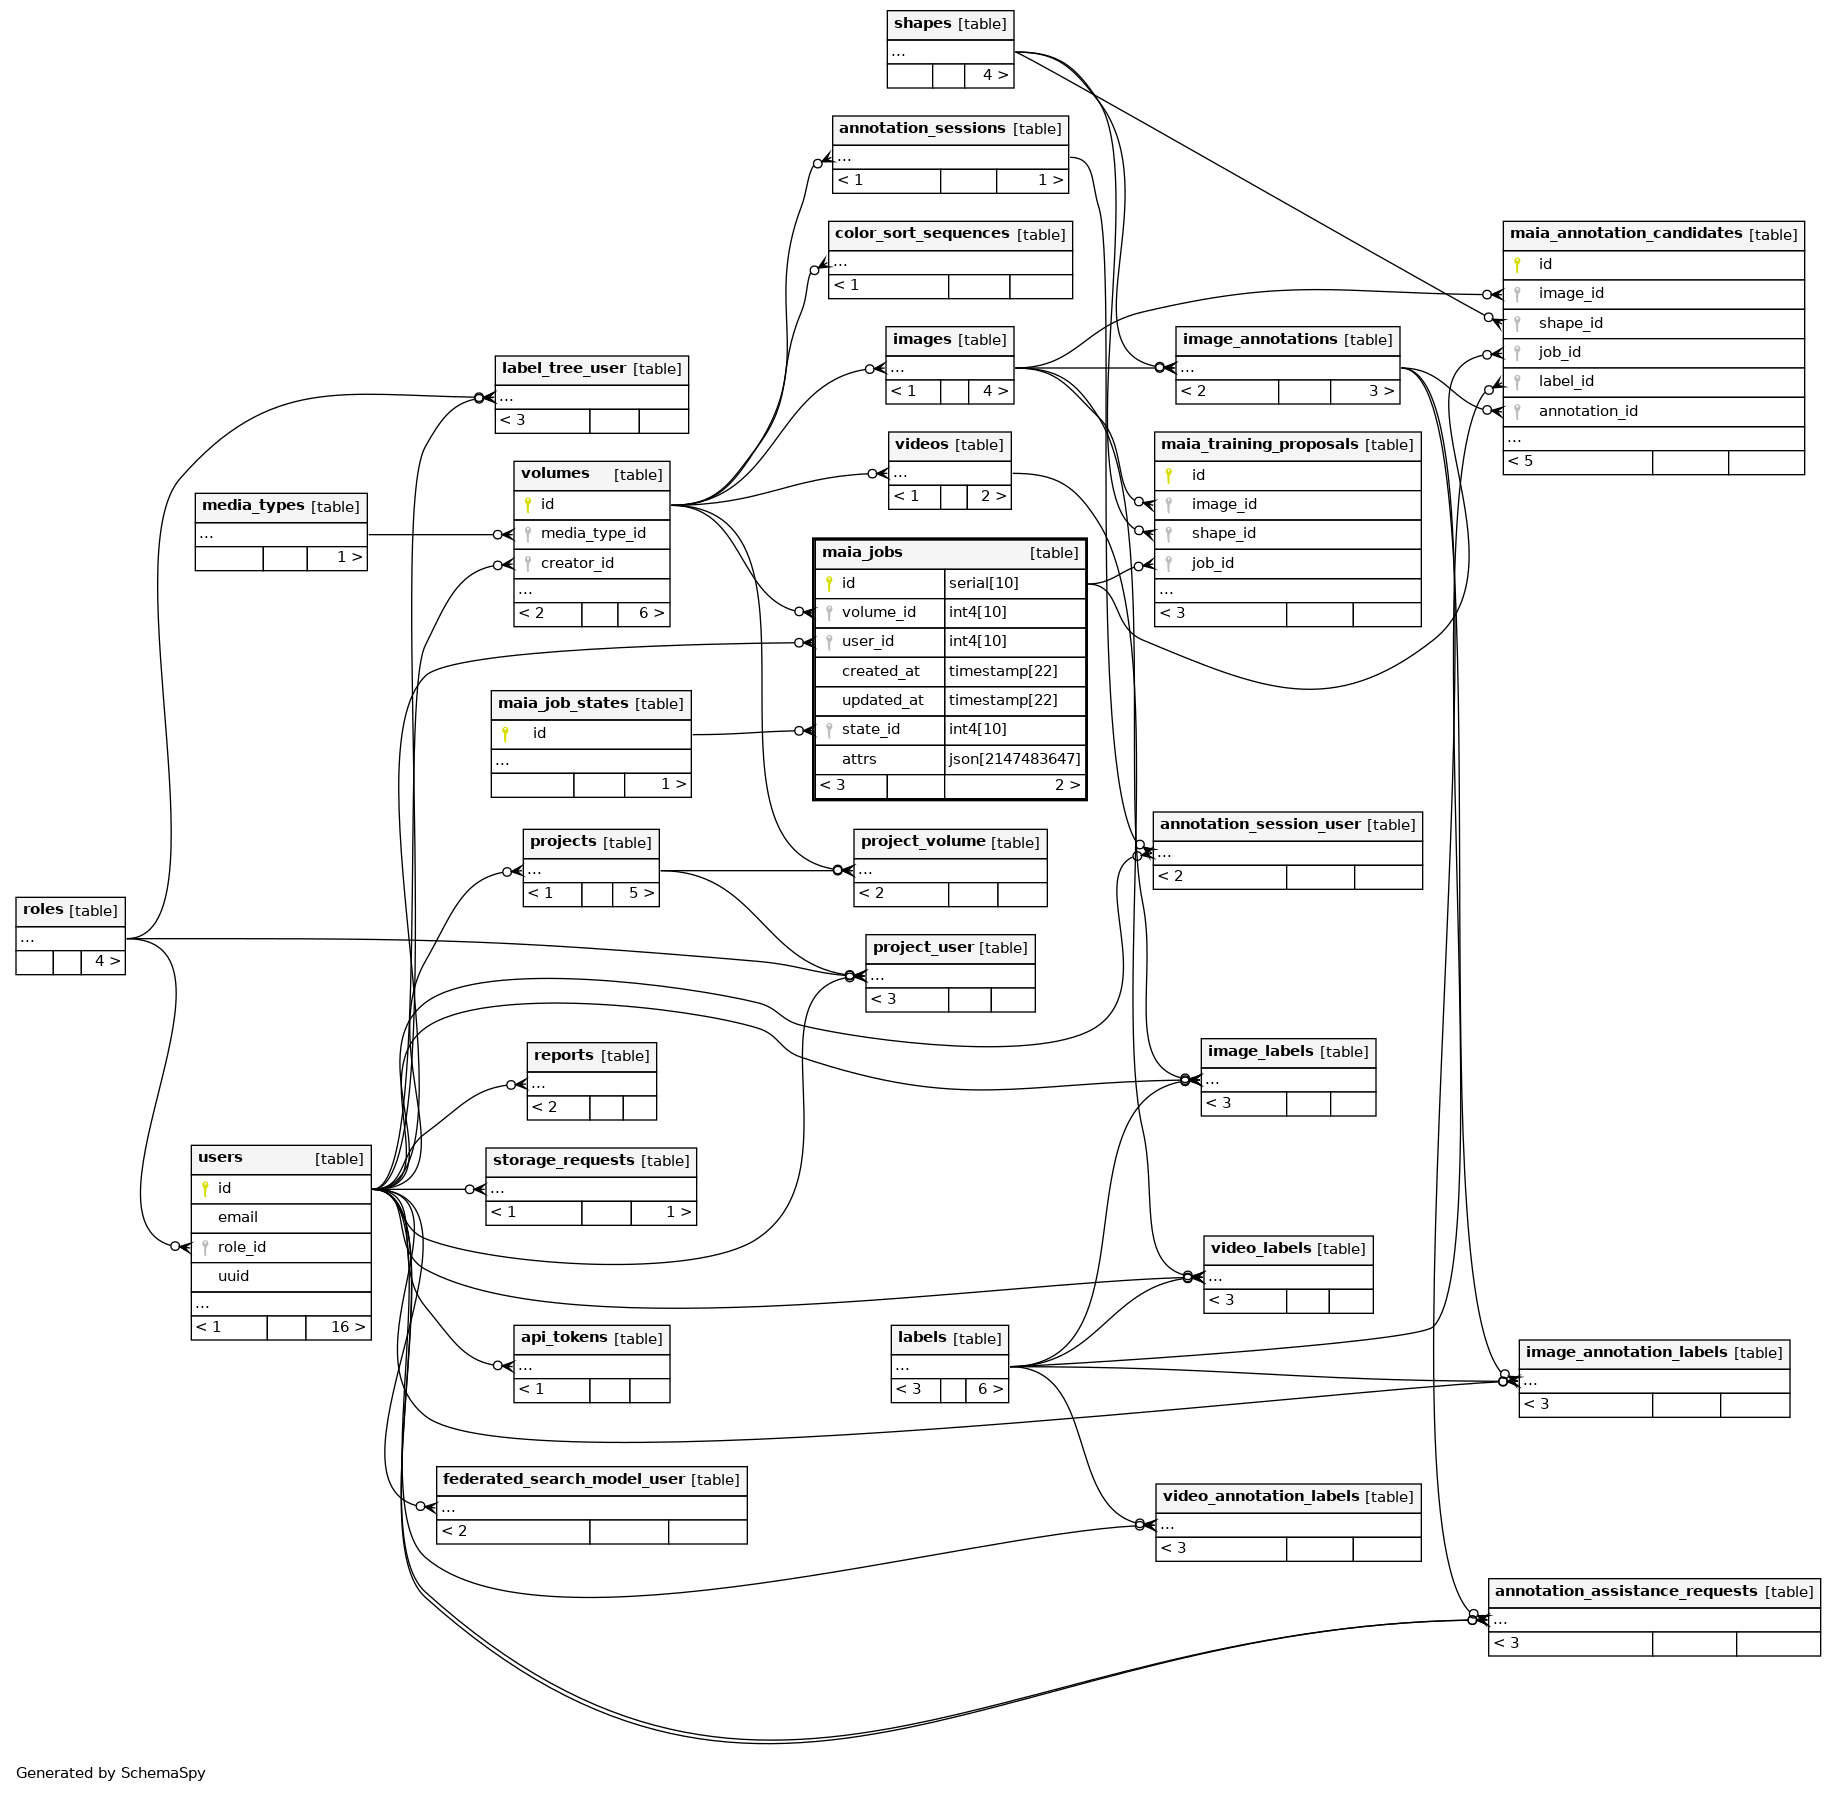 shapes [table]
...
4 >
annotation_sessions [table]
...
< 1 1 >
color_sort_sequences [table]
...
< 1
maia_annotation_candidates [table]
id
image_id
shape_id
job_id
label_id
annotation_id
...
< 5
images [table]
...
< 1 4 >
image_annotations [table]
...
< 2 3 >
label_tree_user [table]
...
< 3
videos [table]
...
< 1 2 >
maia_training_proposals [table]
id
image_id
shape_id
job_id
...
< 3
volumes [table]
id
media_type_id
creator_id
...
< 2 6 >
media_types [table]
...
1 >
maia_jobs [table]
id serial[10]
volume_id int4[10]
user_id int4[10]
created_at timestamp[22]
updated_at timestamp[22]
state_id int4[10]
attrs json[2147483647]
< 3 2 >
maia_job_states [table]
id
...
1 >
annotation_session_user [table]
...
< 2
projects [table]
...
< 1 5 >
project_volume [table]
...
< 2
roles [table]
...
4 >
project_user [table]
...
< 3
reports [table]
...
< 2
image_labels [table]
...
< 3
users [table]
id
email
role_id
uuid
...
< 1 16 >
storage_requests [table]
...
< 1 1 >
video_labels [table]
...
< 3
api_tokens [table]
...
< 1
labels [table]
...
< 3 6 >
image_annotation_labels [table]
...
< 3
federated_search_model_user [table]
...
< 2
video_annotation_labels [table]
...
< 3
annotation_assistance_requests [table]
...
< 3
Generated by SchemaSpy